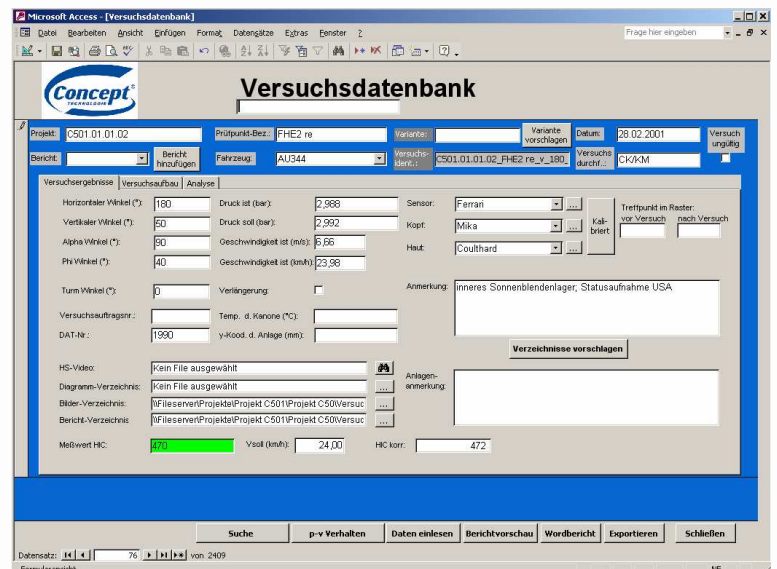 Microsoft Access - [Versuchsdatenbank]
Datei Bearbeiten Ansicht Einfügen Format Datensätze Extras Fenster ? Frage hier eingeben
Concept TECHNOLOGIE
Versuchsdatenbank
Projekt: C501.01.01.02 Prüfpunkt-Bez.: FHE2 re Variante: Variante vorschlagen Datum: 28.02.2001 Versuch ungültig
Bericht: Bericht hinzufügen Fahrzeug: AU344 Versuchs-ident.: C501.01.01.02_FHE2 re_v_180_ Versuchs durchf..: CK/KM
Versuchsergebnisse Versuchsaufbau Analyse
Horizontaler Winkel (°): 180 Druck ist (bar): 2,988 Sensor: Ferrari ... Kali-briert Treffpunkt im Raster:
vor Versuch nach Versuch
Vertikaler Winkel (°): 50 Druck soll (bar): 2,992 Kopf: Mika ...
Alpha Winkel (°): 90 Geschwindigkeit ist (m/s): 6,66 Haut: Coulthard ...
Phi Winkel (°): 40 Geschwindigkeit ist (km/h): 23,98
Turm Winkel (°): 0 Verlängerung: Anmerkung: inneres Sonnenblendenlager; Statusaufnahme USA
Versuchsauftragsnr.: Temp. d. Kanone (°C):
DAT-Nr.: 1990 y-Kood. d. Anlage (mm):
Verzeichnisse vorschlagen
HS-Video: Kein File ausgewählt
Diagramm-Verzeichnis: Kein File ausgewählt ... Anlagen-anmerkung:
Bilder-Verzeichnis: \\Fileserver\Projekte\Projekt C501\Projekt C50\Versuc ...
Bericht-Verzeichnis \\Fileserver\Projekte\Projekt C501\Projekt C50\Versuc ...
Meßwert HIC: 470 Vsoll (km/h): 24,00 HIC korr: 472
Suche p-v Verhalten Daten einlesen Berichtvorschau Wordbericht Exportieren Schließen
Datensatz: 76 von 2409
Formularansicht NF